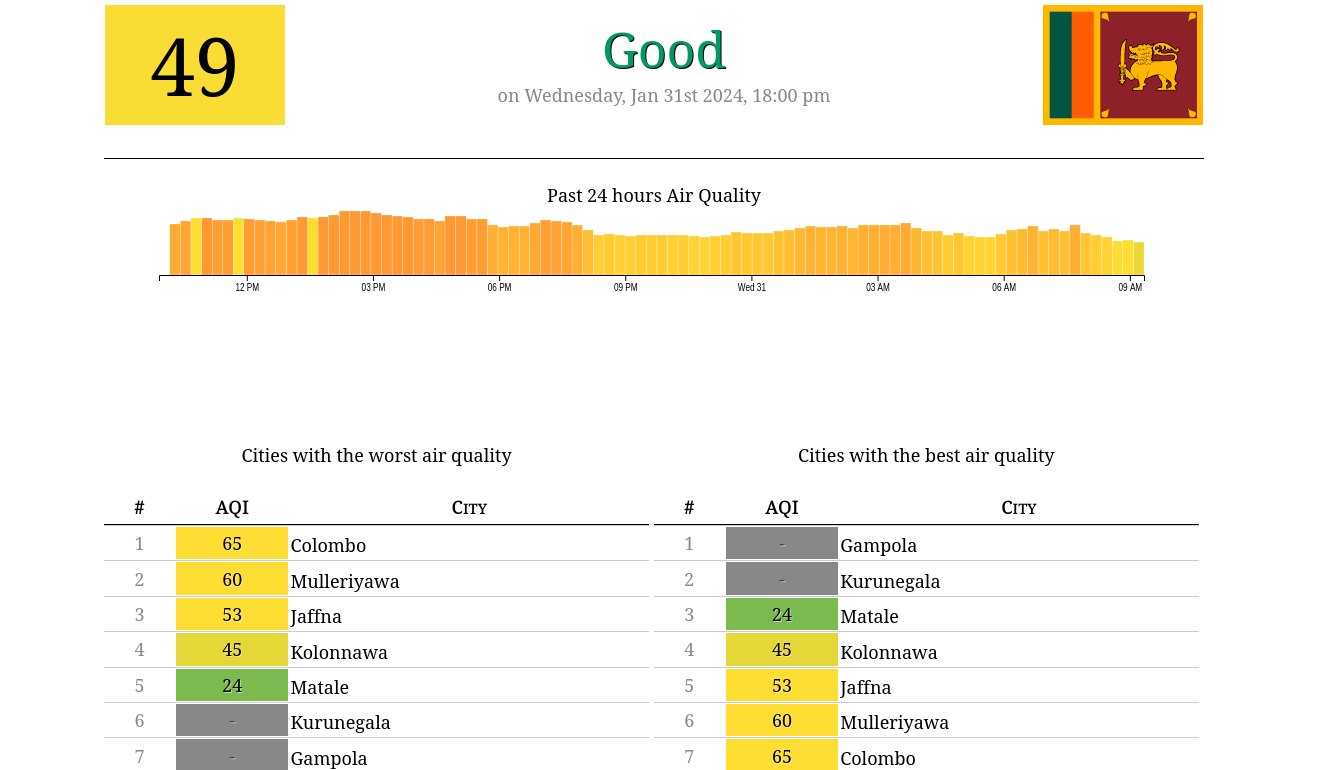 49
Good
on Wednesday, Jan 31st 2024, 18:00 pm
Past 24 hours Air Quality
12 PM 03 PM 06 PM 09 PM Wed 31 03 AM 06 AM 09 AM
Cities with the worst air quality
# AQI City
1 65 Colombo
2 60 Mulleriyawa
3 53 Jaffna
4 45 Kolonnawa
5 24 Matale
6 - Kurunegala
7 - Gampola
Cities with the best air quality
# AQI City
1 - Gampola
2 - Kurunegala
3 24 Matale
4 45 Kolonnawa
5 53 Jaffna
6 60 Mulleriyawa
7 65 Colombo